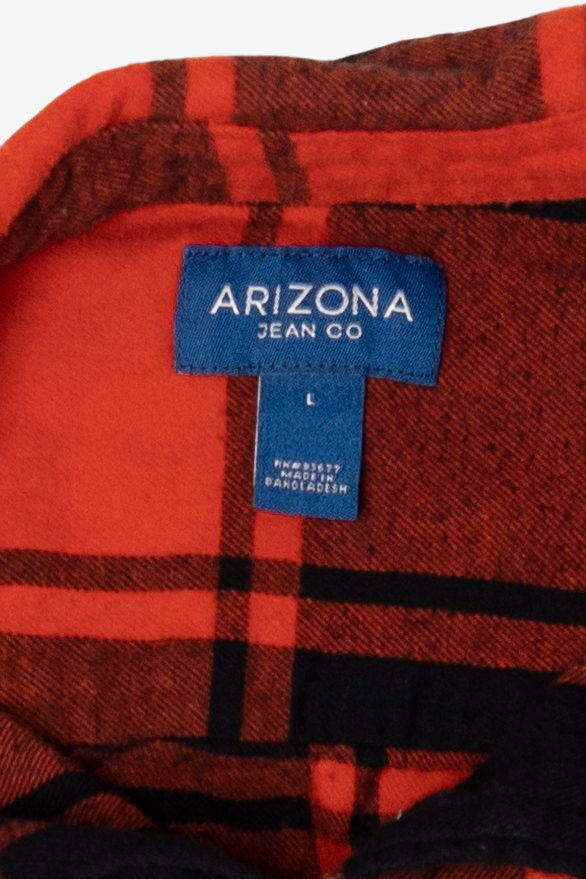 ARIZONA
JEAN CO
L
RN#93677
MADE IN
BANGLADESH